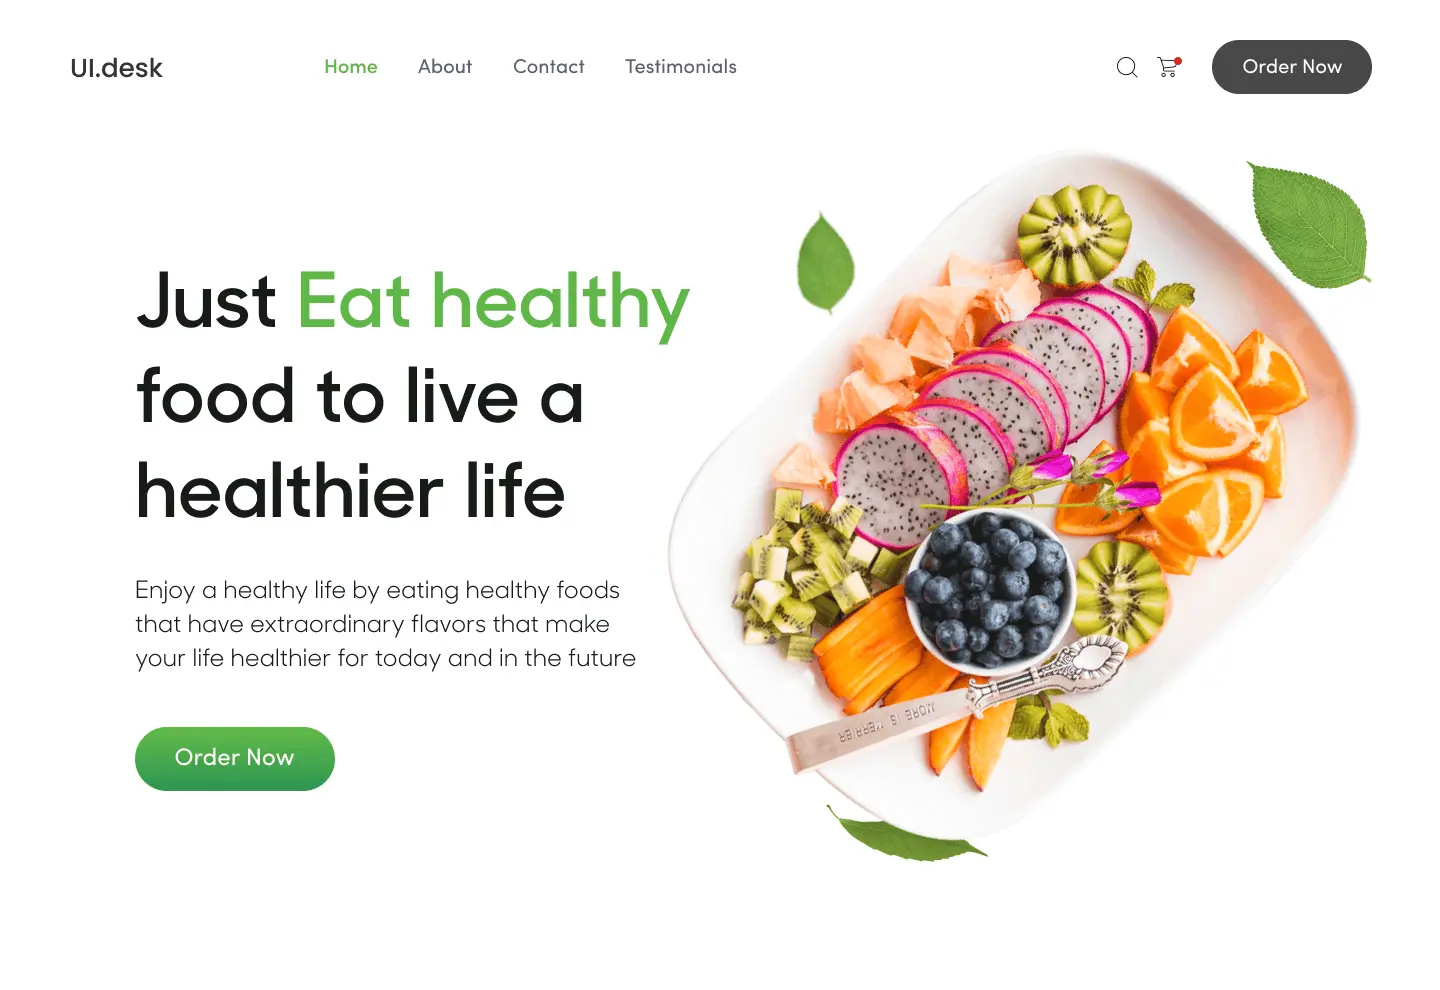 UI.desk
Home About Contact Testimonials
Order Now
Just Eat healthy
food to live a
healthier life
Enjoy a healthy life by eating healthy foods
that have extraordinary flavors that make
your life healthier for today and in the future
Order Now
MORE IS MERRIER